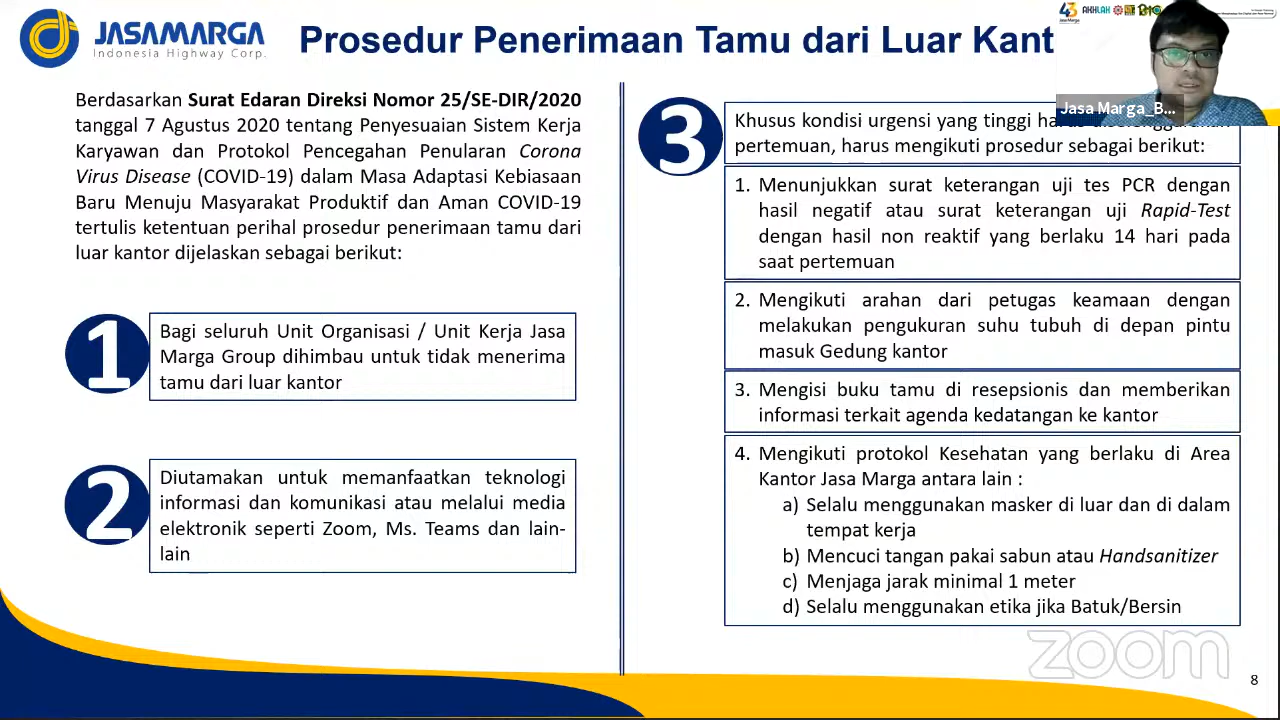 JASAMARGA
Indonesia Highway Corp.
Prosedur Penerimaan Tamu dari Luar Kant
43
JasaMarga
AKHLAK
Jasa Marga_B...
Berdasarkan Surat Edaran Direksi Nomor 25/SE-DIR/2020
tanggal 7 Agustus 2020 tentang Penyesuaian Sistem Kerja
Karyawan dan Protokol Pencegahan Penularan Corona
Virus Disease (COVID-19) dalam Masa Adaptasi Kebiasaan
Baru Menuju Masyarakat Produktif dan Aman COVID-19
tertulis ketentuan perihal prosedur penerimaan tamu dari
luar kantor dijelaskan sebagai berikut:
1
Bagi seluruh Unit Organisasi / Unit Kerja Jasa
Marga Group dihimbau untuk tidak menerima
tamu dari luar kantor
2
Diutamakan untuk memanfaatkan teknologi
informasi dan komunikasi atau melalui media
elektronik seperti Zoom, Ms. Teams dan lain-
lain
3
Khusus kondisi urgensi yang tinggi
pertemuan, harus mengikuti prosedur sebagai berikut:
1. Menunjukkan surat keterangan uji tes PCR dengan
hasil negatif atau surat keterangan uji Rapid-Test
dengan hasil non reaktif yang berlaku 14 hari pada
saat pertemuan
2. Mengikuti arahan dari petugas keamaan dengan
melakukan pengukuran suhu tubuh di depan pintu
masuk Gedung kantor
3. Mengisi buku tamu di resepsionis dan memberikan
informasi terkait agenda kedatangan ke kantor
4. Mengikuti protokol Kesehatan yang berlaku di Area
Kantor Jasa Marga antara lain :
a) Selalu menggunakan masker di luar dan di dalam
tempat kerja
b) Mencuci tangan pakai sabun atau Handsanitizer
c) Menjaga jarak minimal 1 meter
d) Selalu menggunakan etika jika Batuk/Bersin
zoom
8